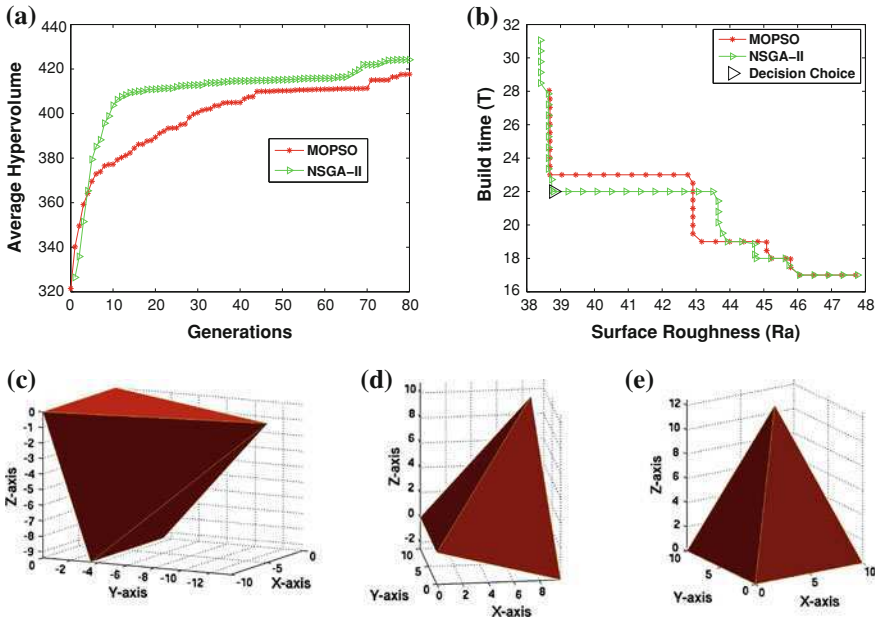 (a)
440
420
400
380
360
340
320
0 10 20 30 40 50 60 70 80
Average Hypervolume
Generations
MOPSO
NSGA-II
(b)
32
30
28
26
24
22
20
18
16
38 39 40 41 42 43 44 45 46 47 48
Build time (T)
Surface Roughness (Ra)
MOPSO
NSGA-II
Decision Choice
(c)
0
-1
-2
-3
-4
-5
-6
-7
-8
-9
Z-axis
0 -2 -4 -6 -8 -10 -12
Y-axis
-10 -5 0
X-axis
(d)
10
8
6
4
2
0
-2
Z-axis
10
5
0
Y-axis
0 2 4 6 8
X-axis
(e)
12
10
8
6
4
2
0
Z-axis
10
5
0
Y-axis
0 5 10
X-axis